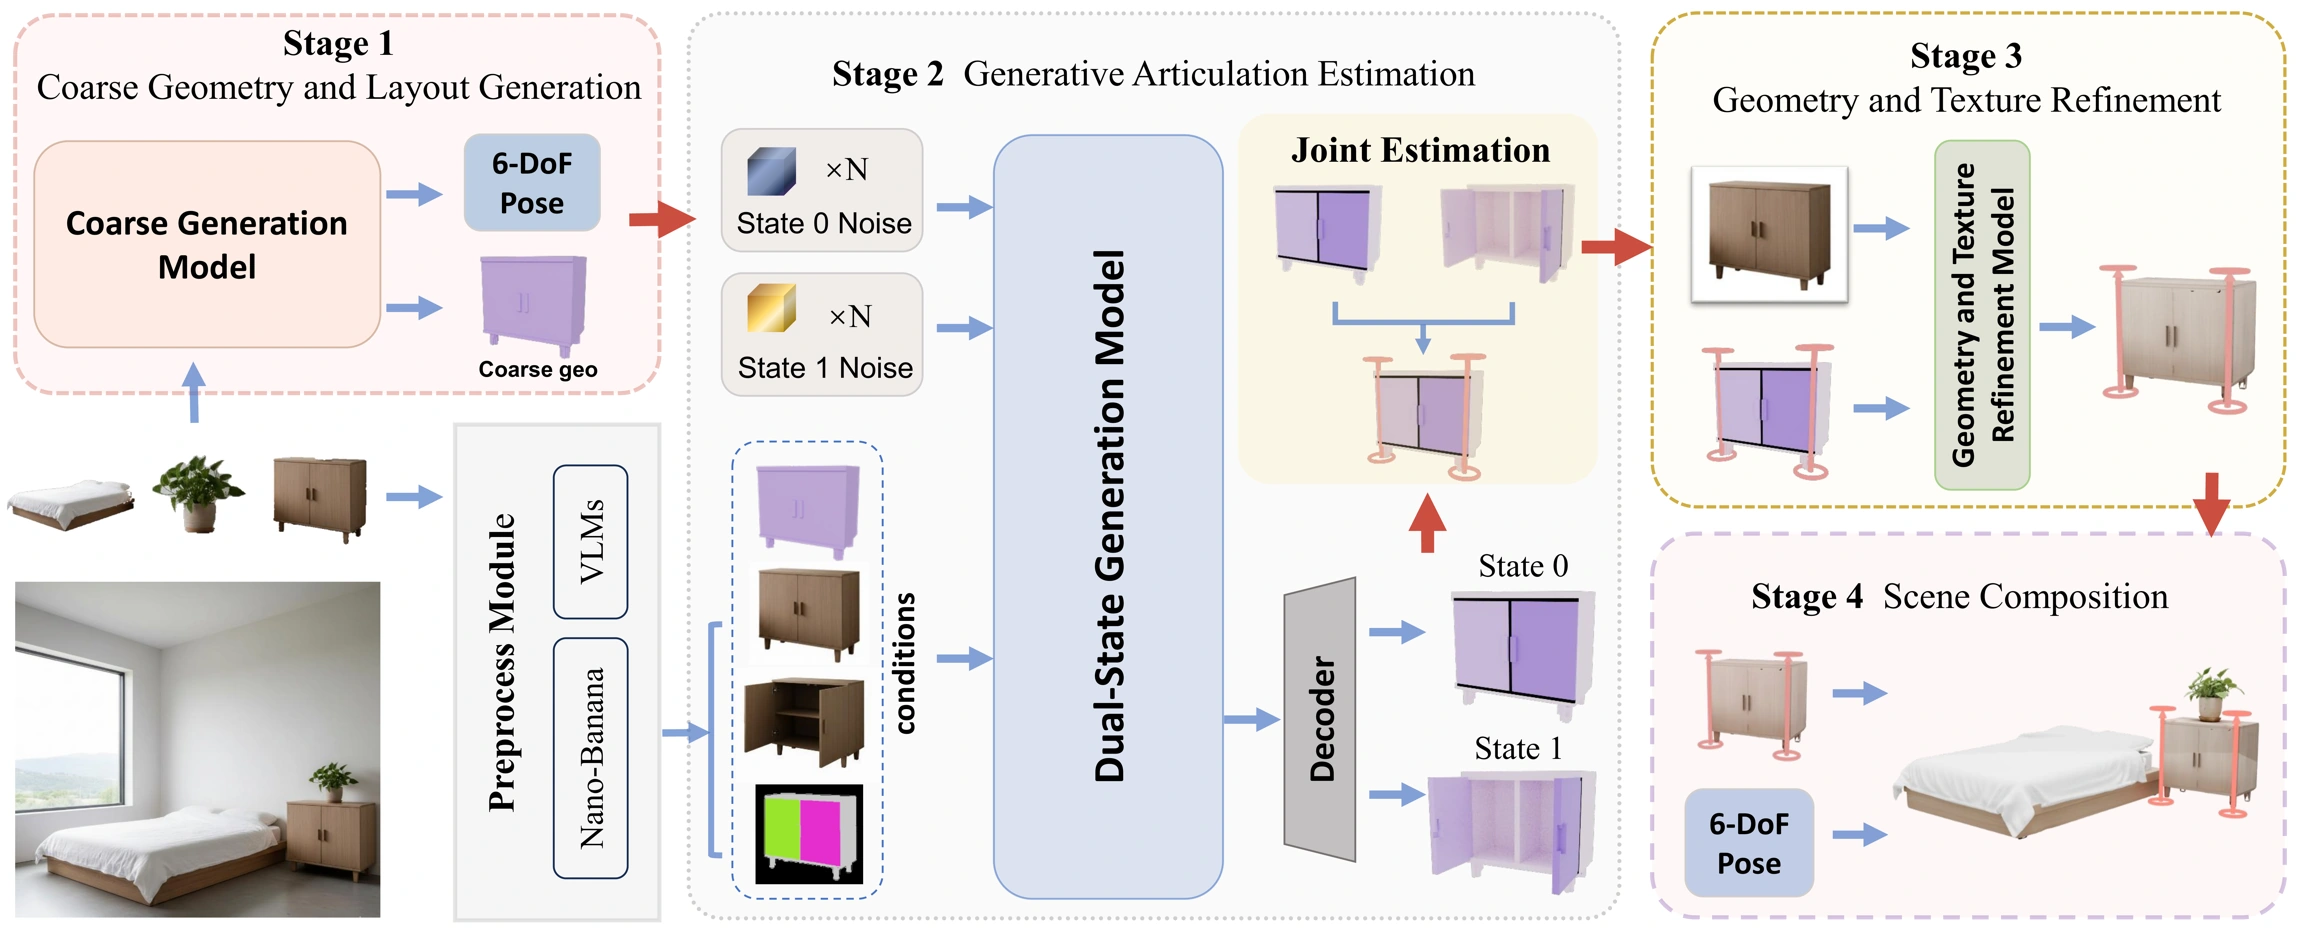 Stage 1
Coarse Geometry and Layout Generation
Coarse Generation
Model
6-DoF
Pose
Coarse geo
Preprocess Module
VLMs
Nano-Banana
Stage 2 Generative Articulation Estimation
×N
State 0 Noise
×N
State 1 Noise
conditions
Dual-State Generation Model
Joint Estimation
Decoder
State 0
State 1
Stage 3
Geometry and Texture Refinement
Geometry and Texture
Refinement Model
Stage 4 Scene Composition
6-DoF
Pose